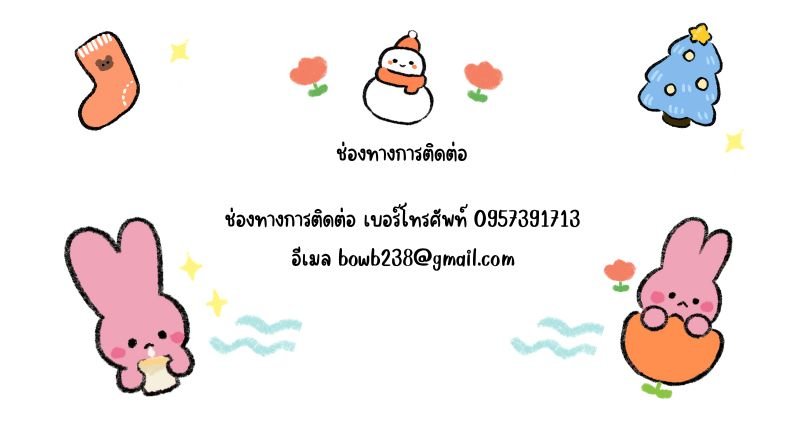 ช่องทางการติดต่อ
ช่องทางการติดต่อ เบอร์โทรศัพท์ 0957391713
อีเมล bowb238@gmail.com